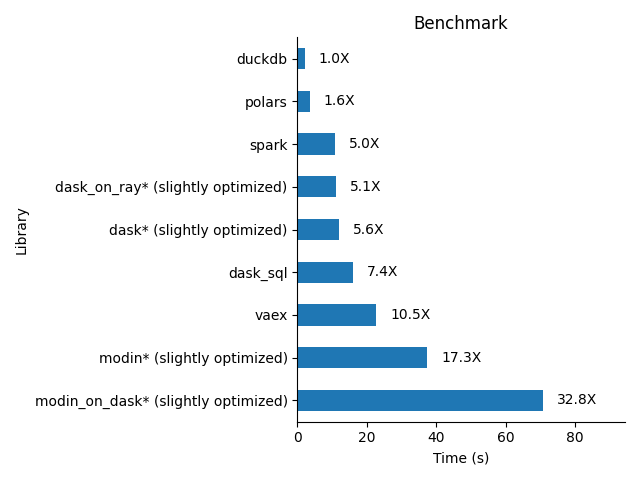 Benchmark
duckdb 1.0X
polars 1.6X
spark 5.0X
dask_on_ray* (slightly optimized) 5.1X
dask* (slightly optimized) 5.6X
dask_sql 7.4X
vaex 10.5X
modin* (slightly optimized) 17.3X
modin_on_dask* (slightly optimized) 32.8X
Library
0 20 40 60 80
Time (s)